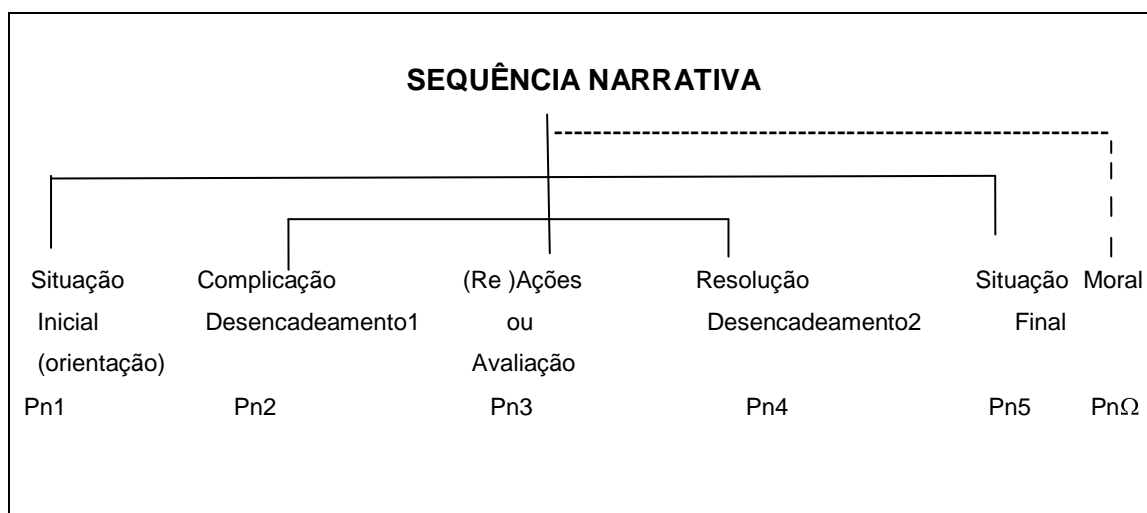 SEQUÊNCIA NARRATIVA
Situação Complicação (Re )Ações Resolução Situação Moral
Inicial Desencadeamento1 ou Desencadeamento2 Final
(orientação) Avaliação
Pn1 Pn2 Pn3 Pn4 Pn5 PnΩ